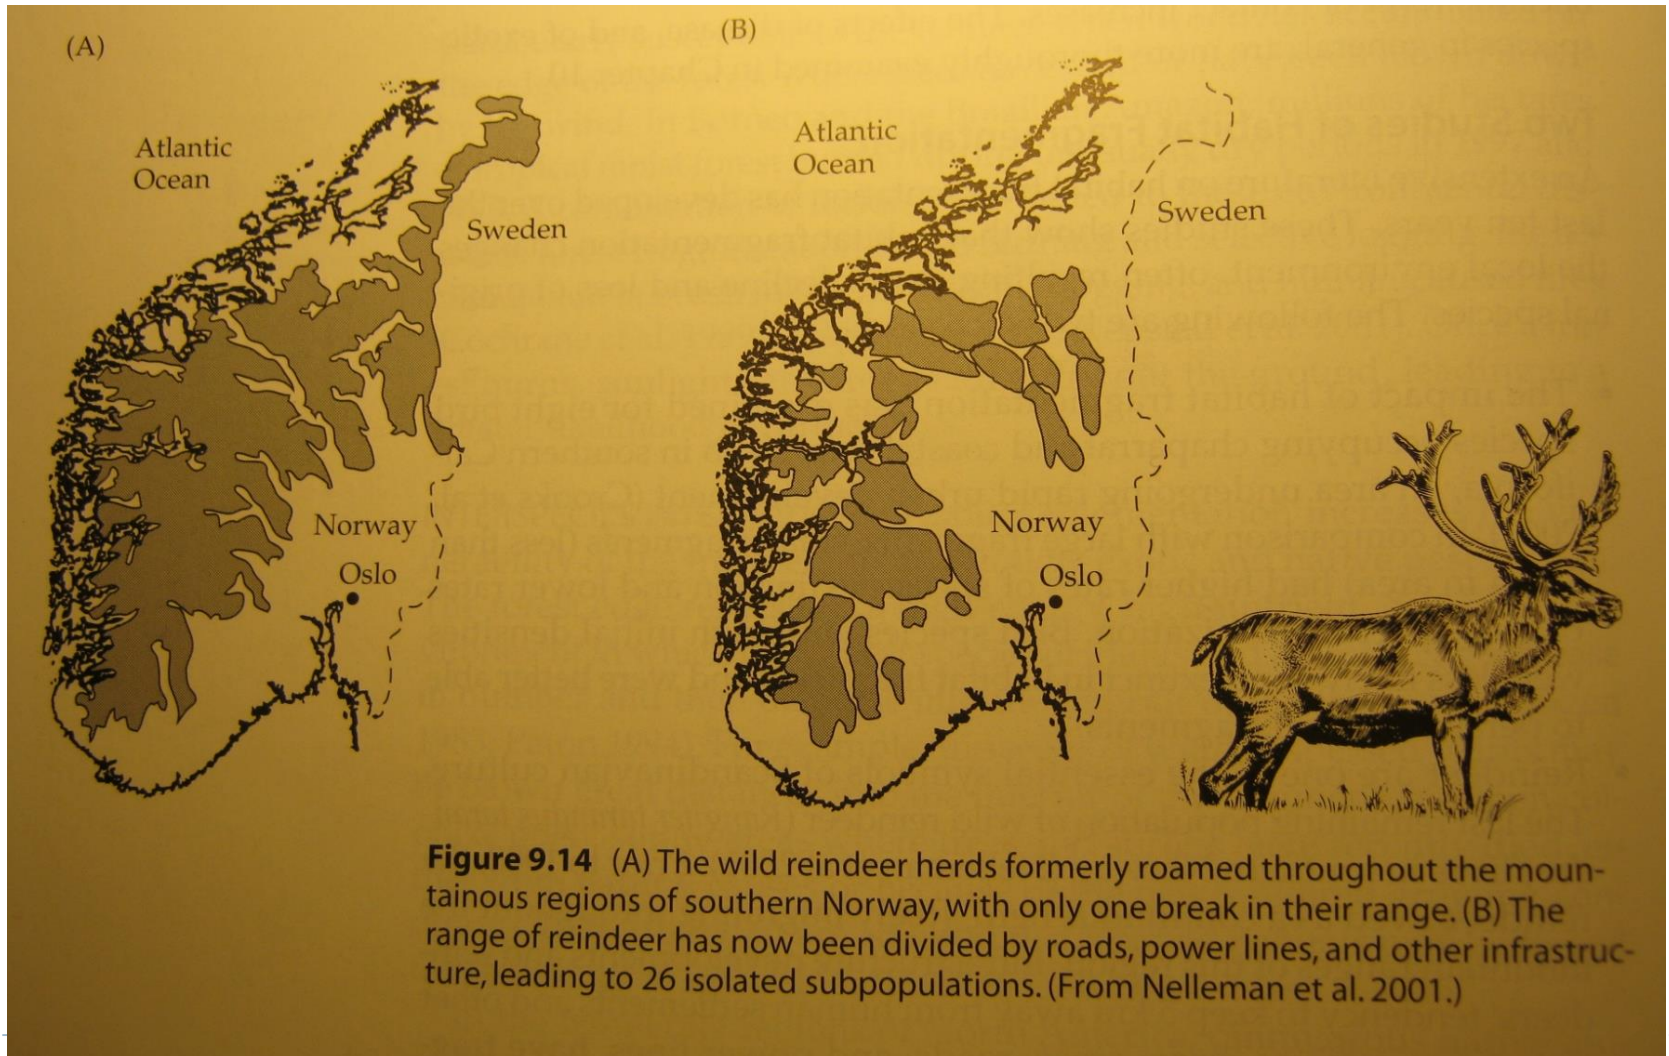 (A)
Atlantic
Ocean
Sweden
Norway
Oslo
(B)
Atlantic
Ocean
Sweden
Norway
Oslo
Figure 9.14 (A) The wild reindeer herds formerly roamed throughout the moun-
tainous regions of southern Norway, with only one break in their range. (B) The
range of reindeer has now been divided by roads, power lines, and other infrastruc-
ture, leading to 26 isolated subpopulations. (From Nelleman et al. 2001.)